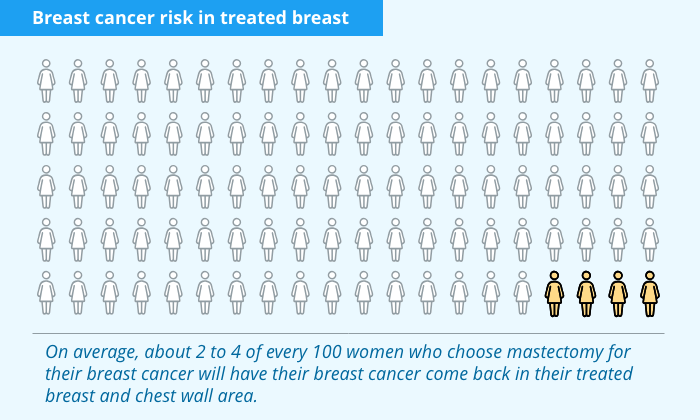 Breast cancer risk in treated breast
On average, about 2 to 4 of every 100 women who choose mastectomy for
their breast cancer will have their breast cancer come back in their treated
breast and chest wall area.